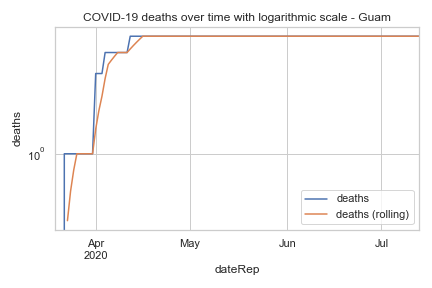 COVID-19 deaths over time with logarithmic scale - Guam
deaths
10⁰
deaths
deaths (rolling)
Apr
2020
May
Jun
Jul
dateRep